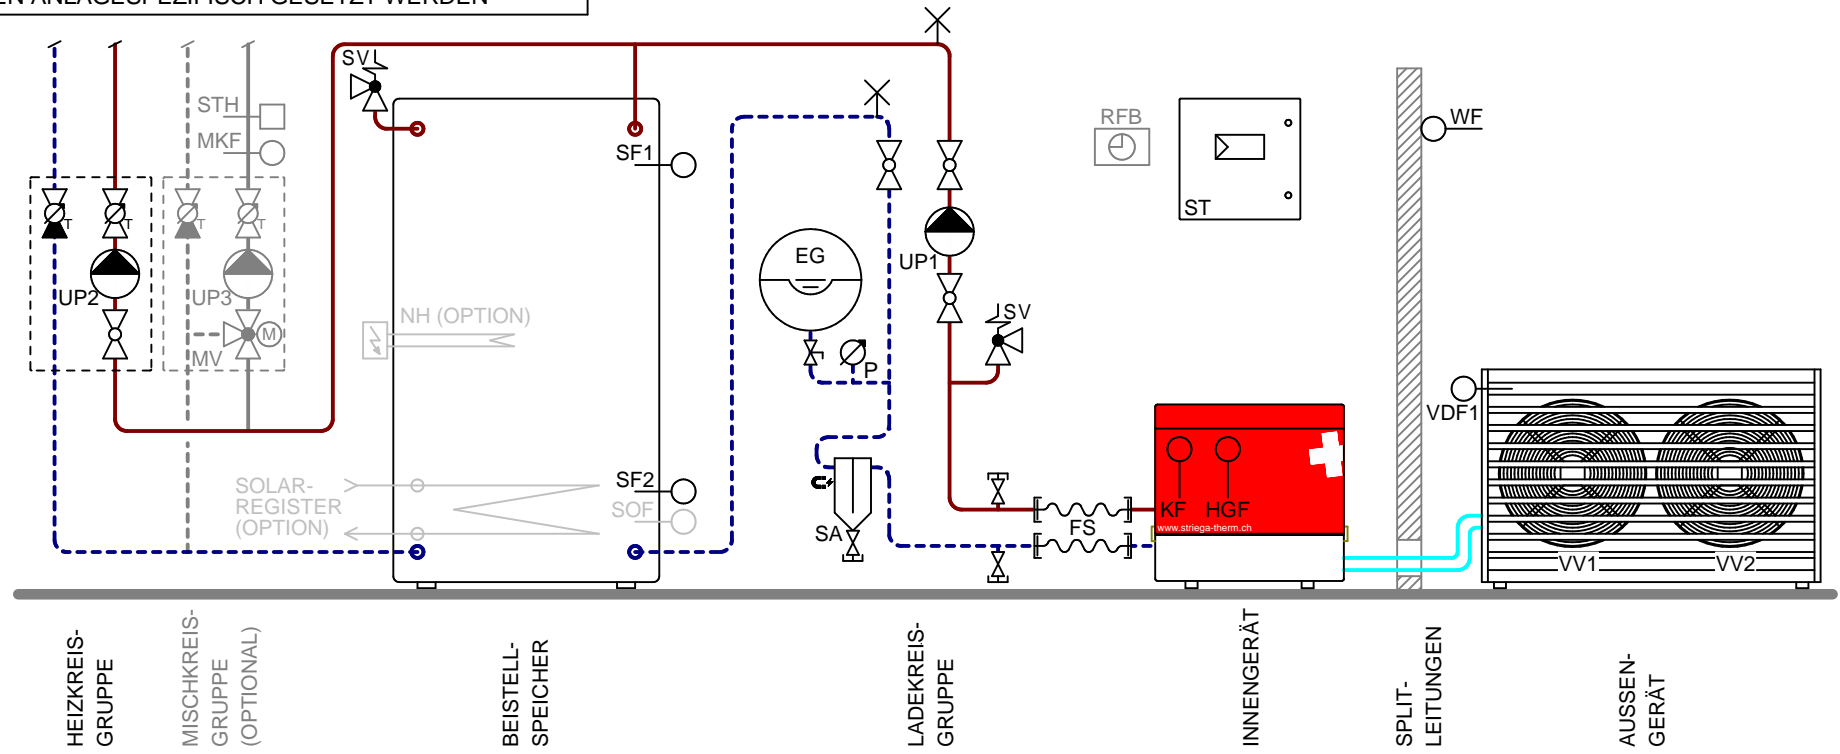 EN ANLAGESPEZIFISCH GESETZT WERDEN
SV
STH
MKF
SF1
RFB
WF
ST
T
T
T
T
EG
UP1
UP2
UP3
SV
NH (OPTION)
M
MV
P
VDF1
SOLAR-
REGISTER
(OPTION)
SF2
SOF
SA
FS
KF
HGF
www.striega-therm.ch
VV1
VV2
HEIZKREIS-
GRUPPE
MISCHKREIS-
GRUPPE
(OPTIONAL)
BEISTELL-
SPEICHER
LADEKREIS-
GRUPPE
INNENGERÄT
SPLIT-
LEITUNGEN
AUSSEN-
GERÄT